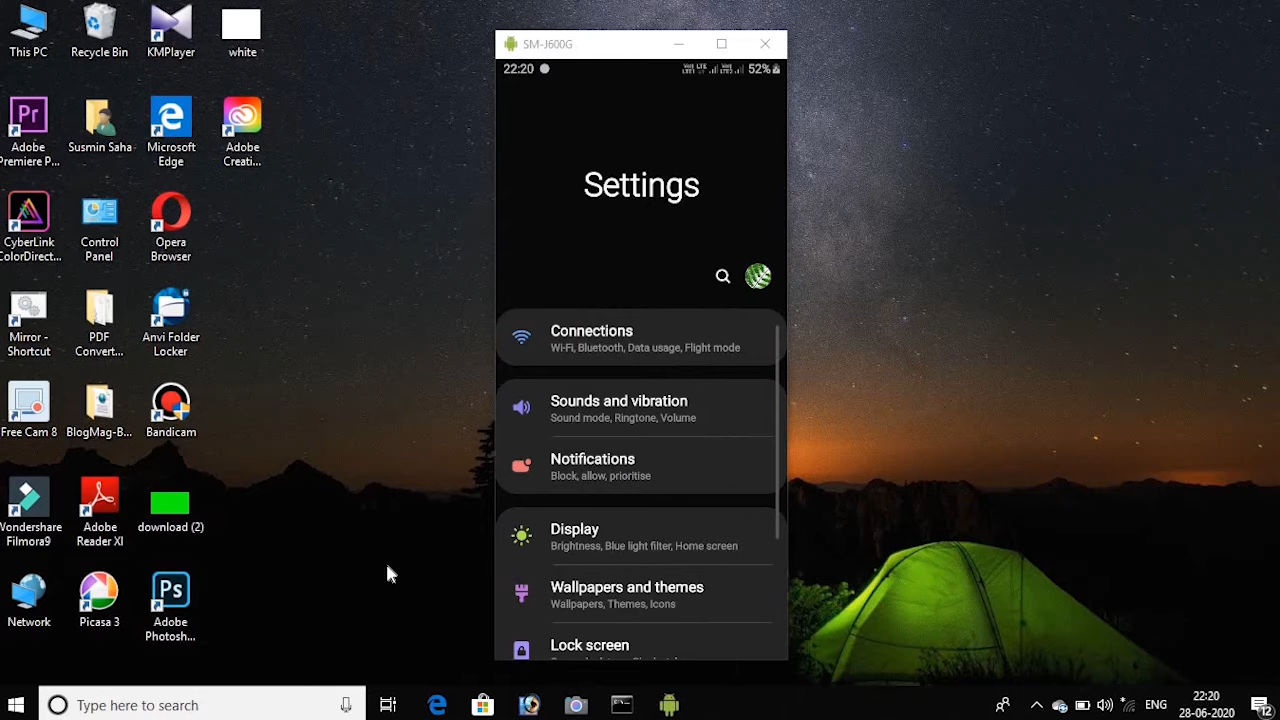 This PC
Recycle Bin
KMPlayer
white
Adobe
Premiere P...
Susmin Saha
Microsoft
Edge
Adobe
Creati...
CyberLink
ColorDirect...
Control
Panel
Opera
Browser
Mirror -
Shortcut
PDF
Convert...
Anvi Folder
Locker
Free Cam 8
BlogMag-B...
Bandicam
Wondershare
Filmora9
Adobe
Reader XI
download (2)
Network
Picasa 3
Adobe
Photosh...
SM-J600G
22:20
52%
Settings
Connections
Wi-Fi, Bluetooth, Data usage, Flight mode
Sounds and vibration
Sound mode, Ringtone, Volume
Notifications
Block, allow, prioritise
Display
Brightness, Blue light filter, Home screen
Wallpapers and themes
Wallpapers, Themes, Icons
Lock screen
Type here to search
ENG
22:20
28-06-2020
12